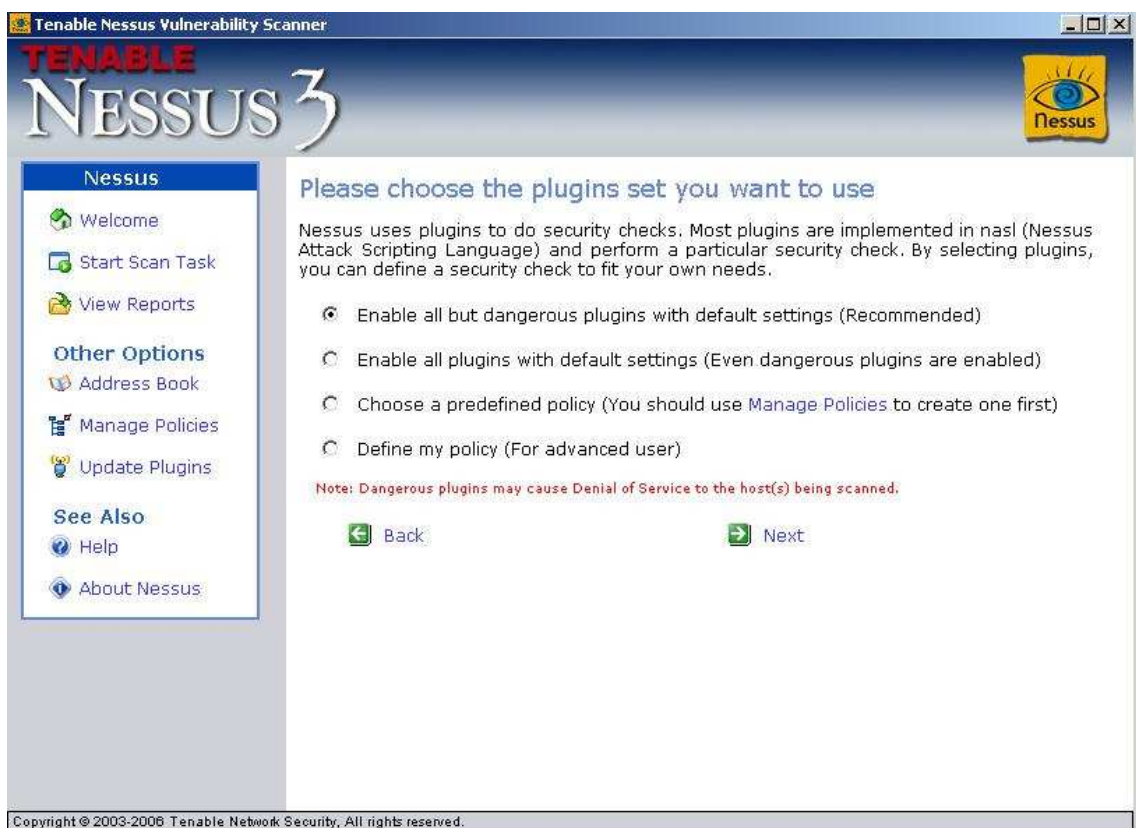 Tenable Nessus Vulnerability Scanner
TENABLE
NESSUS 3
Nessus
Nessus
Welcome
Start Scan Task
View Reports
Other Options
Address Book
Manage Policies
Update Plugins
See Also
Help
About Nessus
Please choose the plugins set you want to use
Nessus uses plugins to do security checks. Most plugins are implemented in nasl (Nessus
Attack Scripting Language) and perform a particular security check. By selecting plugins,
you can define a security check to fit your own needs.
Enable all but dangerous plugins with default settings (Recommended)
Enable all plugins with default settings (Even dangerous plugins are enabled)
Choose a predefined policy (You should use Manage Policies to create one first)
Define my policy (For advanced user)
Note: Dangerous plugins may cause Denial of Service to the host(s) being scanned.
Back
Next
Copyright © 2003-2006 Tenable Network Security, All rights reserved.